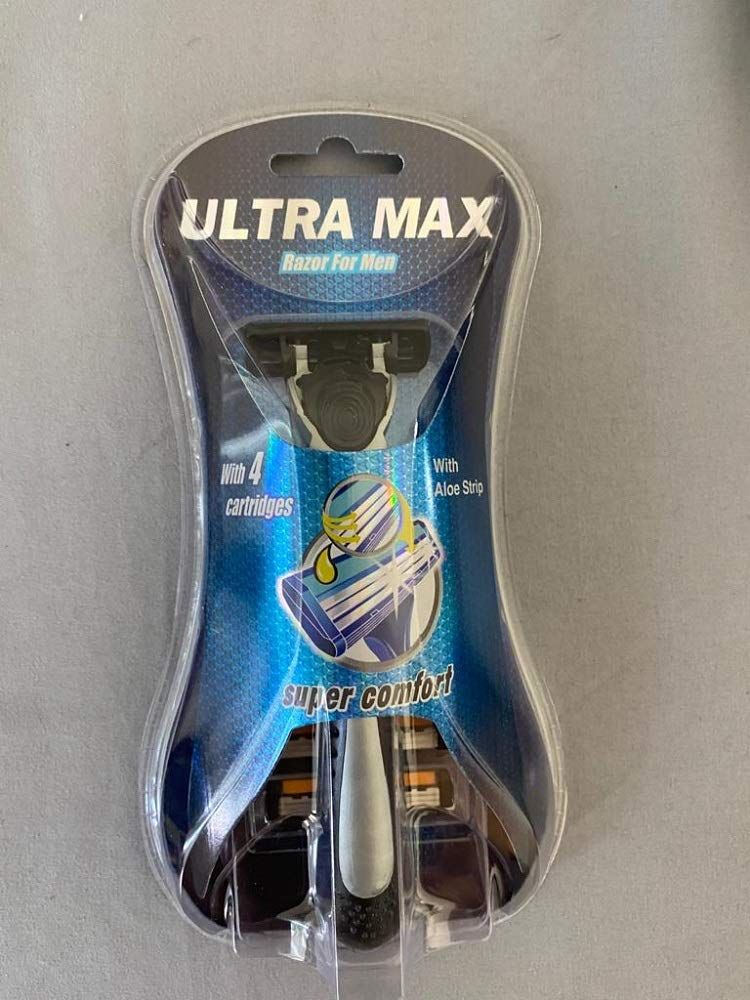 ULTRA MAX
Razor For Men
With 4
cartridges
With
Aloe Strip
super comfort